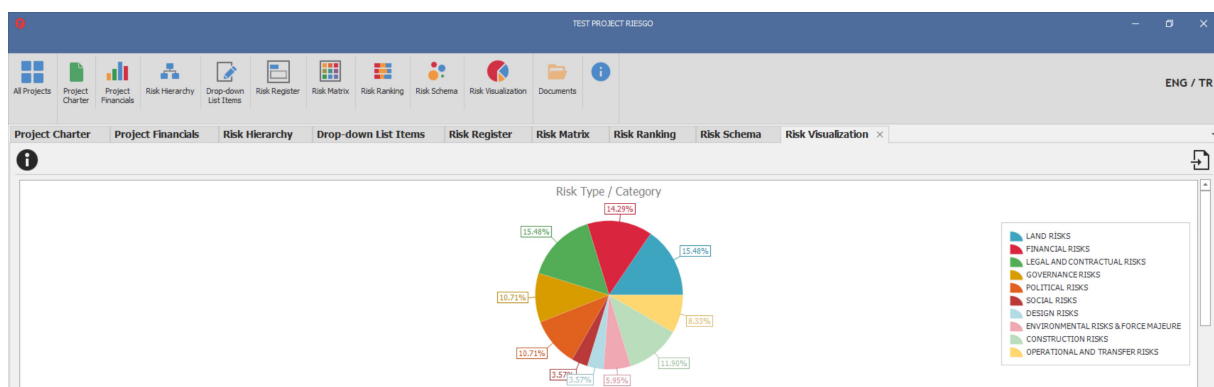 TEST PROJECT RIESGO
All Projects
Project Charter
Project Financials
Risk Hierarchy
Drop-down List Items
Risk Register
Risk Matrix
Risk Ranking
Risk Schema
Risk Visualization
Documents
ENG / TR
Project Charter Project Financials Risk Hierarchy Drop-down List Items Risk Register Risk Matrix Risk Ranking Risk Schema Risk Visualization
Risk Type / Category
14.29%
15.48%
15.48%
10.71%
8.33%
10.71%
11.90%
3.57%
3.57%
5.95%
LAND RİSKS
FINANCIAL RISKS
LEGAL AND CONTRACTUAL RISKS
GOVERNANCE RISKS
POLITICAL RISKS
SOCIAL RISKS
DESIGN RISKS
ENVIRONMENTAL RISKS & FORCE MAJEURE
CONSTRUCTION RISKS
OPERATIONAL AND TRANSFER RISKS